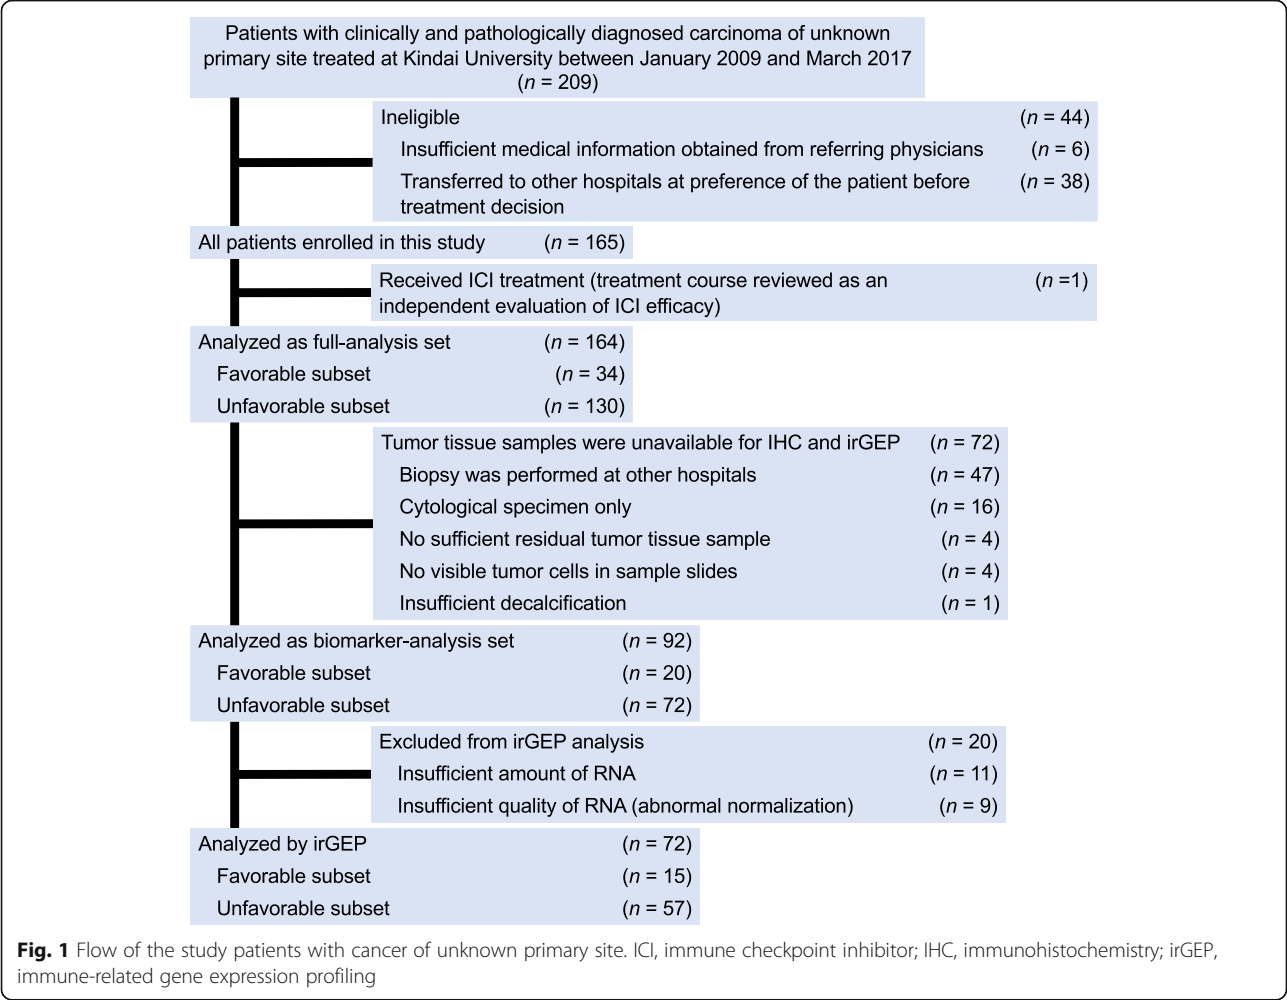 Patients with clinically and pathologically diagnosed carcinoma of unknown
primary site treated at Kindai University between January 2009 and March 2017
(n = 209)
Ineligible (n = 44)
Insufficient medical information obtained from referring physicians (n = 6)
Transferred to other hospitals at preference of the patient before (n = 38)
treatment decision
All patients enrolled in this study (n = 165)
Received ICI treatment (treatment course reviewed as an (n =1)
independent evaluation of ICI efficacy)
Analyzed as full-analysis set (n = 164)
Favorable subset (n = 34)
Unfavorable subset (n = 130)
Tumor tissue samples were unavailable for IHC and irGEP (n = 72)
Biopsy was performed at other hospitals (n = 47)
Cytological specimen only (n = 16)
No sufficient residual tumor tissue sample (n = 4)
No visible tumor cells in sample slides (n = 4)
Insufficient decalcification (n = 1)
Analyzed as biomarker-analysis set (n = 92)
Favorable subset (n = 20)
Unfavorable subset (n = 72)
Excluded from irGEP analysis (n = 20)
Insufficient amount of RNA (n = 11)
Insufficient quality of RNA (abnormal normalization) (n = 9)
Analyzed by irGEP (n = 72)
Favorable subset (n = 15)
Unfavorable subset (n = 57)
Fig. 1 Flow of the study patients with cancer of unknown primary site. ICI, immune checkpoint inhibitor; IHC, immunohistochemistry; irGEP,
immune-related gene expression profiling